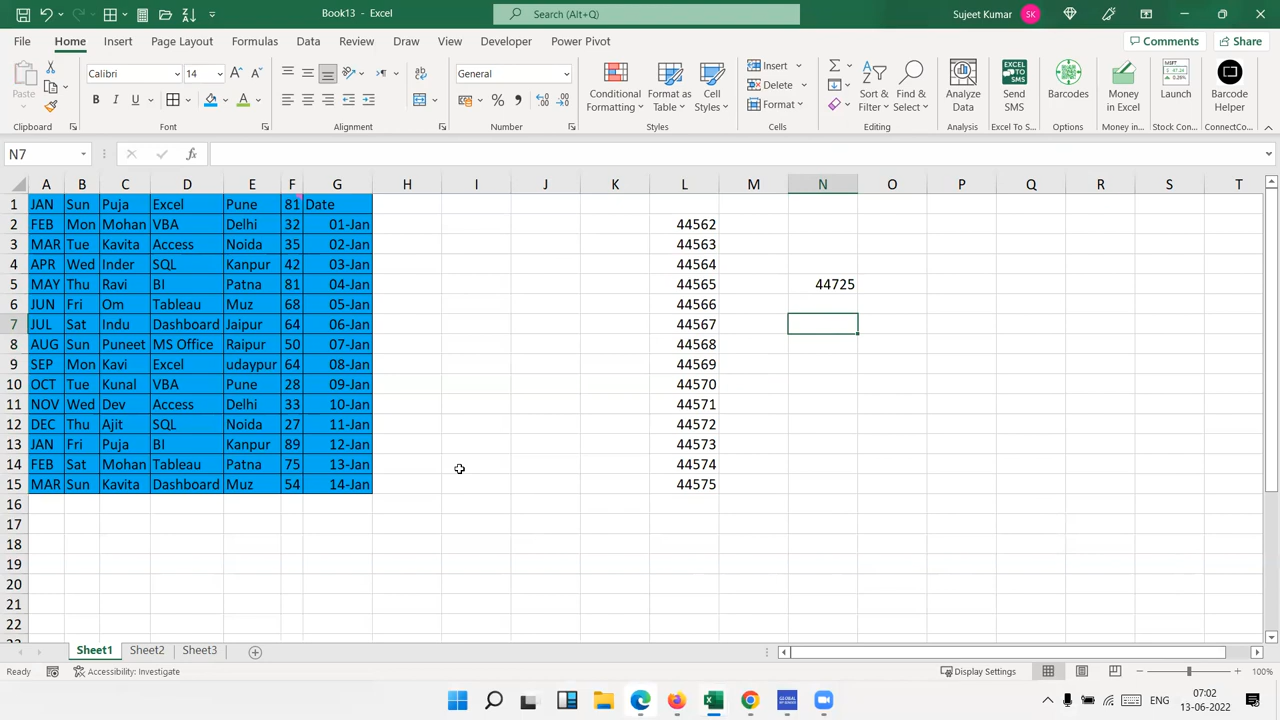 Book13 - Excel
Search (Alt+Q)
Sujeet Kumar
SK
File Home Insert Page Layout Formulas Data Review View Draw Developer Power Pivot
Comments
Share
Paste
Clipboard
Calibri
14
B I U
Font
Alignment
General
Number
Conditional Formatting
Format as Table
Cell Styles
Styles
Insert
Delete
Format
Cells
Sort & Filter
Find & Select
Editing
Analyze Data
Analysis
Send SMS
Excel To S...
Barcodes
Options
Money in Excel
Money in...
Launch
Stock Con...
Barcode Helper
ConnectCo...
N7
fx
A B C D E F G H I J K L M N O P Q R S T
1 JAN Sun Puja Excel Pune 81 Date
2 FEB Mon Mohan VBA Delhi 32 01-Jan 44562
3 MAR Tue Kavita Access Noida 35 02-Jan 44563
4 APR Wed Inder SQL Kanpur 42 03-Jan 44564
5 MAY Thu Ravi BI Patna 81 04-Jan 44565 44725
6 JUN Fri Om Tableau Muz 68 05-Jan 44566
7 JUL Sat Indu Dashboard Jaipur 64 06-Jan 44567
8 AUG Sun Puneet MS Office Raipur 50 07-Jan 44568
9 SEP Mon Kavi Excel udaypur 64 08-Jan 44569
10 OCT Tue Kunal VBA Pune 28 09-Jan 44570
11 NOV Wed Dev Access Delhi 33 10-Jan 44571
12 DEC Thu Ajit SQL Noida 27 11-Jan 44572
13 JAN Fri Puja BI Kanpur 89 12-Jan 44573
14 FEB Sat Mohan Tableau Patna 75 13-Jan 44574
15 MAR Sun Kavita Dashboard Muz 54 14-Jan 44575
16
17
18
19
20
21
22
Sheet1 Sheet2 Sheet3
Ready
Accessibility: Investigate
Display Settings
100%
ENG
07:02
13-06-2022